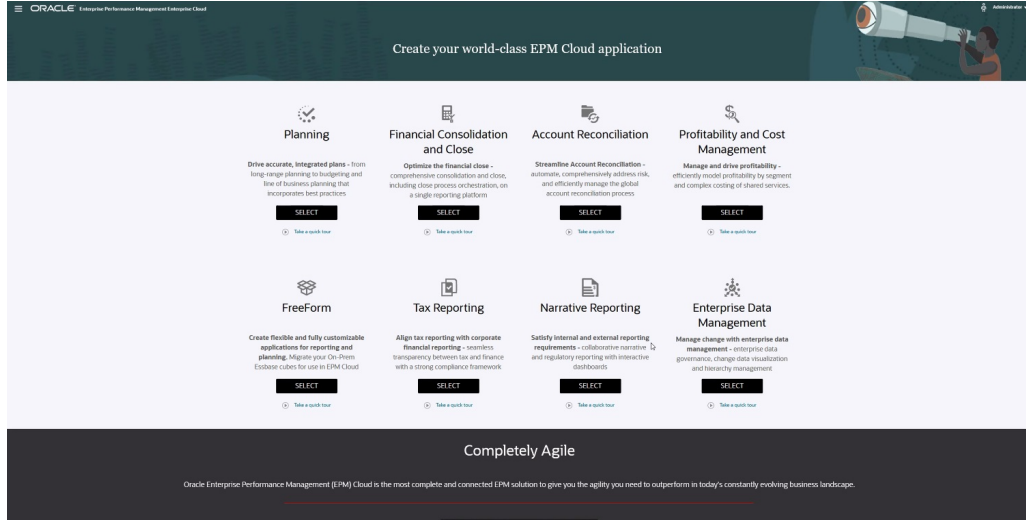 ORACLE Enterprise Performance Management Enterprise Cloud
Administrator
Create your world-class EPM Cloud application
Planning
Drive accurate, integrated plans - from
long-range planning to budgeting and
line of business planning that
incorporates best practices
SELECT
Take a quick tour
Financial Consolidation
and Close
Optimize the financial close -
comprehensive consolidation and close,
including close process orchestration, on
a single reporting platform
SELECT
Take a quick tour
Account Reconciliation
Streamline Account Reconciliation -
automate, comprehensively address risk,
and efficiently manage the global
account reconciliation process
SELECT
Take a quick tour
Profitability and Cost
Management
Manage and drive profitability -
efficiently model profitability by segment
and complex costing of shared services.
SELECT
Take a quick tour
FreeForm
Create flexible and fully customizable
applications for reporting and
planning. Migrate your On-Prem
Essbase cubes for use in EPM Cloud
SELECT
Take a quick tour
Tax Reporting
Align tax reporting with corporate
financial reporting - seamless
transparency between tax and finance
with a strong compliance framework
SELECT
Take a quick tour
Narrative Reporting
Satisfy internal and external reporting
requirements - collaborative narrative
and regulatory reporting with interactive
dashboards
SELECT
Take a quick tour
Enterprise Data
Management
Manage change with enterprise data
management - enterprise data
governance, change data visualization
and hierarchy management
SELECT
Take a quick tour
Completely Agile
Oracle Enterprise Performance Management (EPM) Cloud is the most complete and connected EPM solution to give you the agility you need to outperform in today's constantly evolving business landscape.